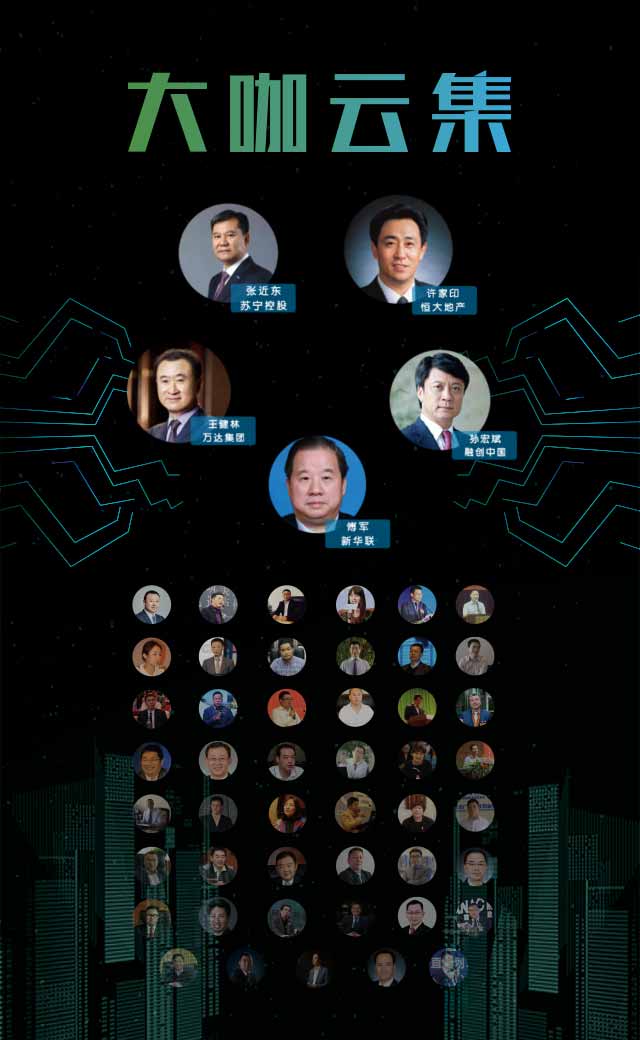 大咖云集
张近东
苏宁控股
许家印
恒大地产
王健林
万达集团
孙宏斌
融创中国
傅军
新华联